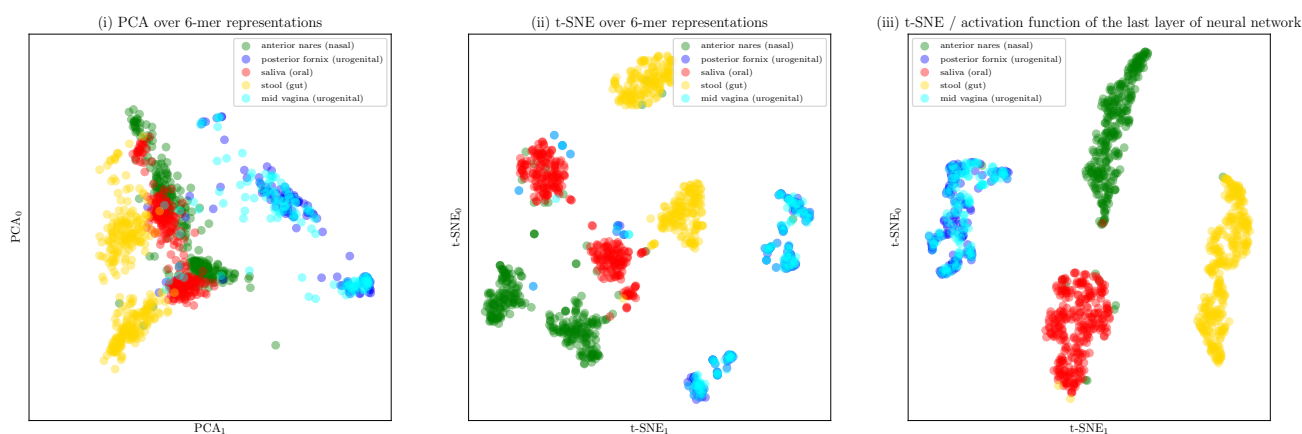 (i) PCA over 6-mer representations
anterior nares (nasal)
posterior fornix (urogenital)
saliva (oral)
stool (gut)
mid vagina (urogenital)
PCA₀
PCA₁
(ii) t-SNE over 6-mer representations
anterior nares (nasal)
posterior fornix (urogenital)
saliva (oral)
stool (gut)
mid vagina (urogenital)
t-SNE₀
t-SNE₁
(iii) t-SNE / activation function of the last layer of neural network
anterior nares (nasal)
posterior fornix (urogenital)
saliva (oral)
stool (gut)
mid vagina (urogenital)
t-SNE₀
t-SNE₁